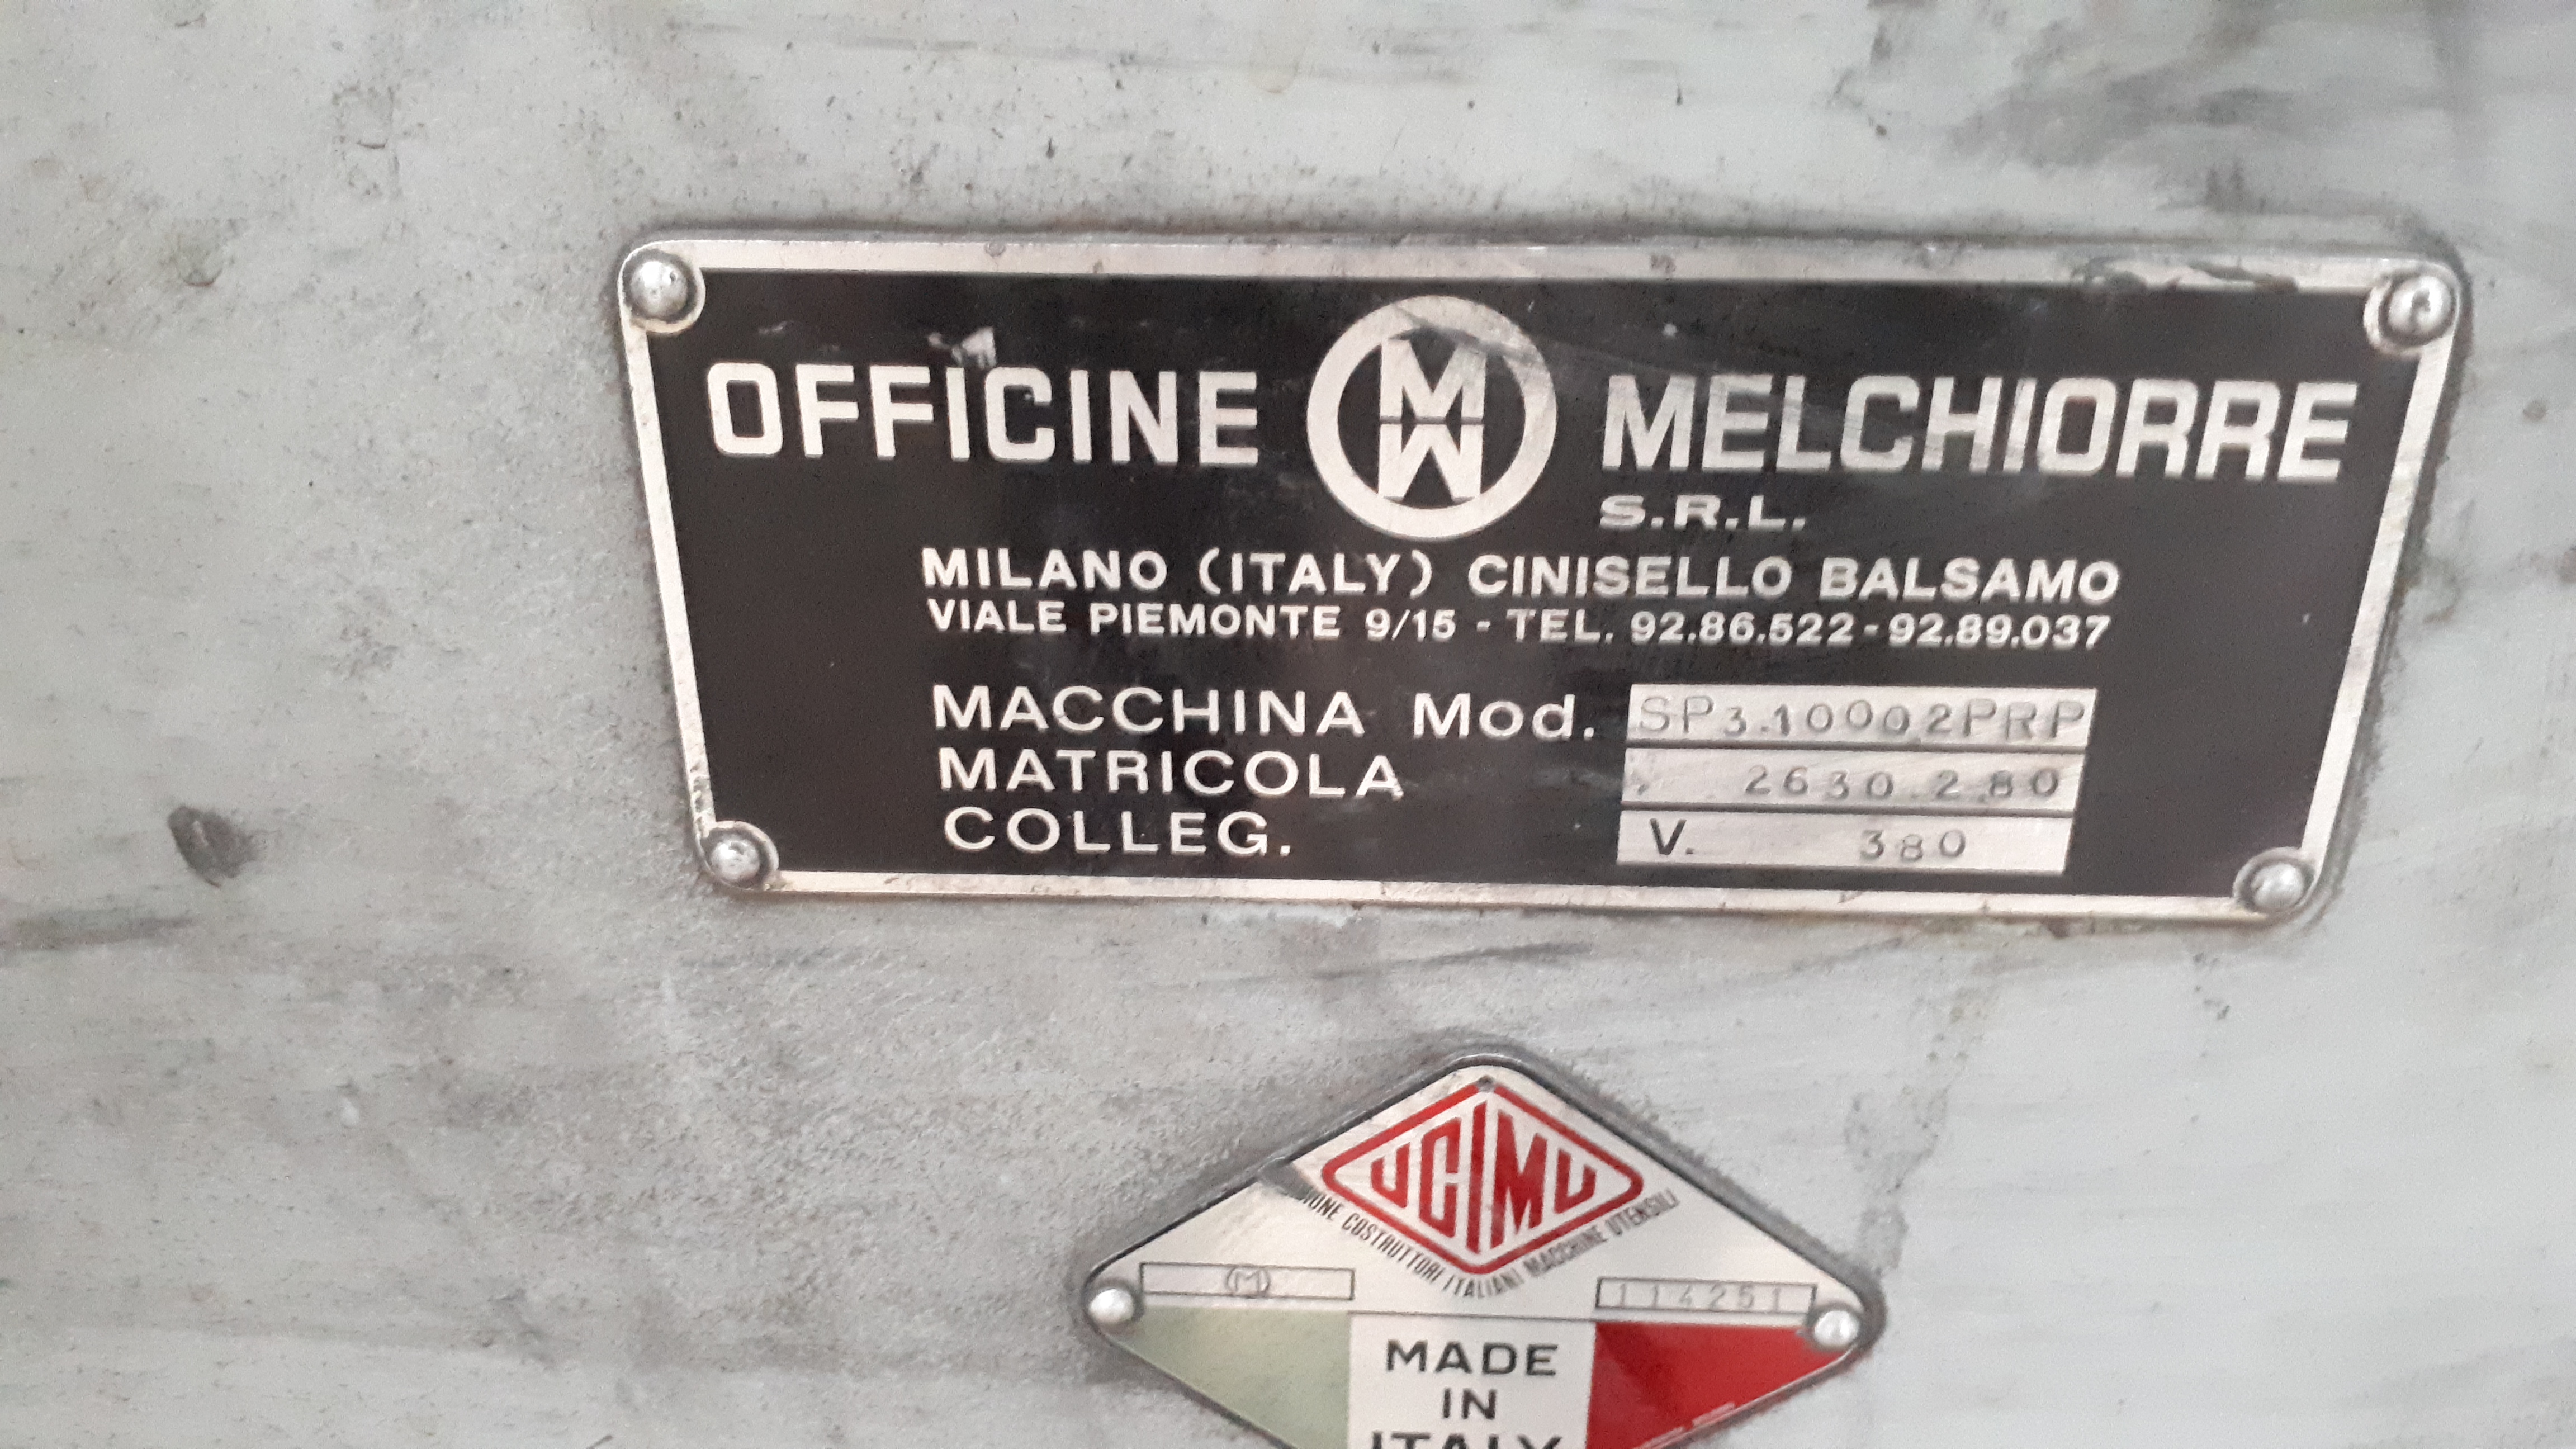 OFFICINE MELCHIORRE
S.R.L.
MILANO (ITALY) CINISELLO BALSAMO
VIALE PIEMONTE 9/15 - TEL. 92.86.522 - 92.89.037
MACCHINA Mod. SP3.10002PRP
MATRICOLA 2630.280
COLLEG. V. 380
UCIMU
COSTRUTTORI ITALIANI MACCHINE UTENSILI
M 114251
MADE
IN
ITALY